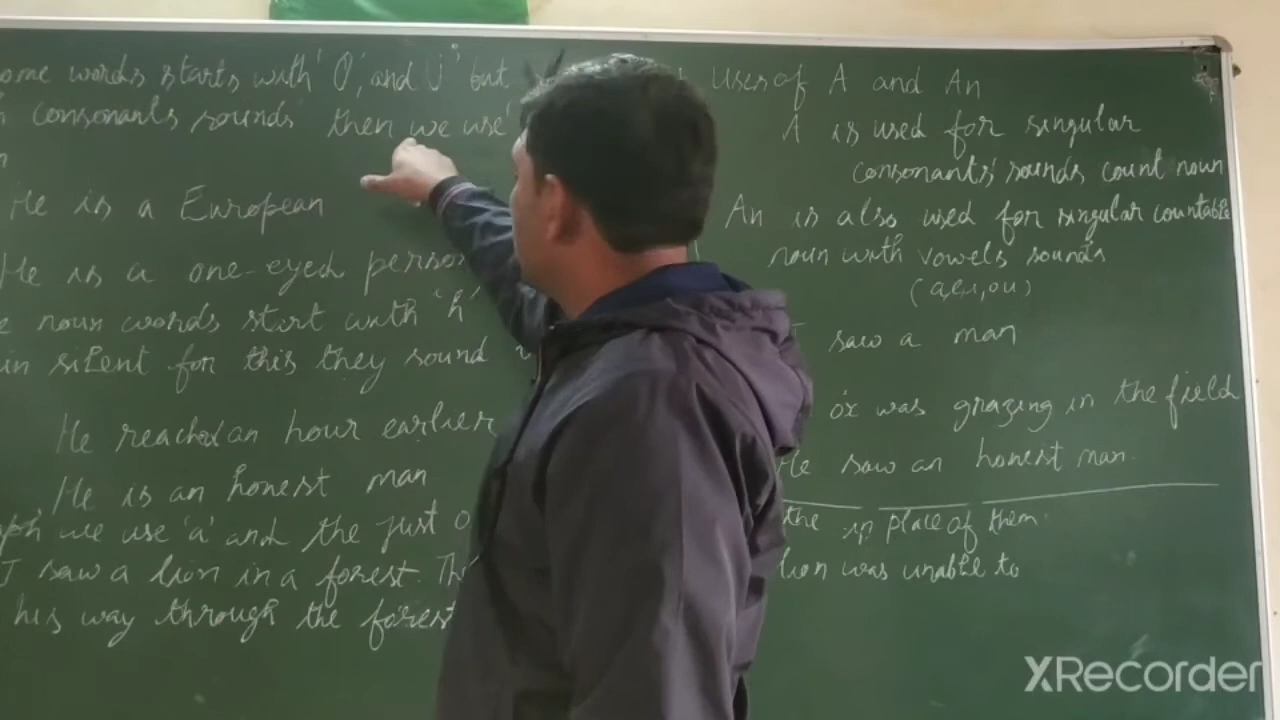 ome words starts with 'O', and U' but
consonants sounds' then we use'
He is a European
He is a one-eyed perso
noun words start with 'h'
in silent for this they sound
He reached an hour earlier
He is an honest man
aph we use 'a' and the just o
I saw a lion in a forest. Th
his way through the forest
Uses of A and An
A is used for singular
consonants' sounds count noun
An is also used for singular countable
noun with vowels sounds
(a,e,i,ou)
saw a man
ox was grazing in the field
He saw an honest man.
the in place of them.
lion was unable to
XRecorder